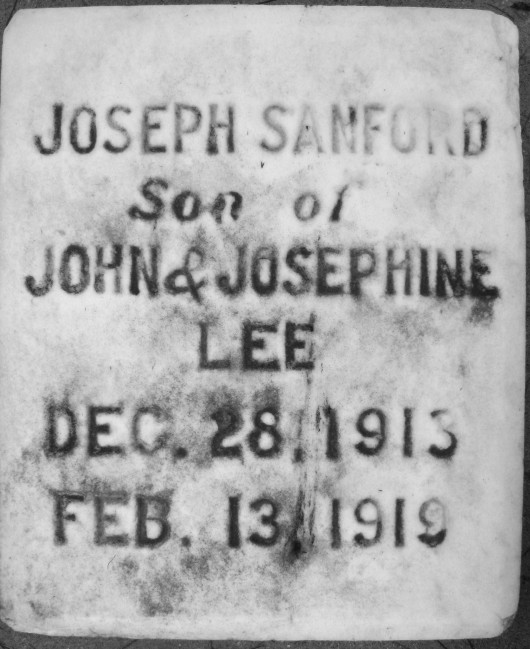 JOSEPH SANFORD
Son of
JOHN & JOSEPHINE
LEE
DEC. 28, 1913
FEB. 13, 1919